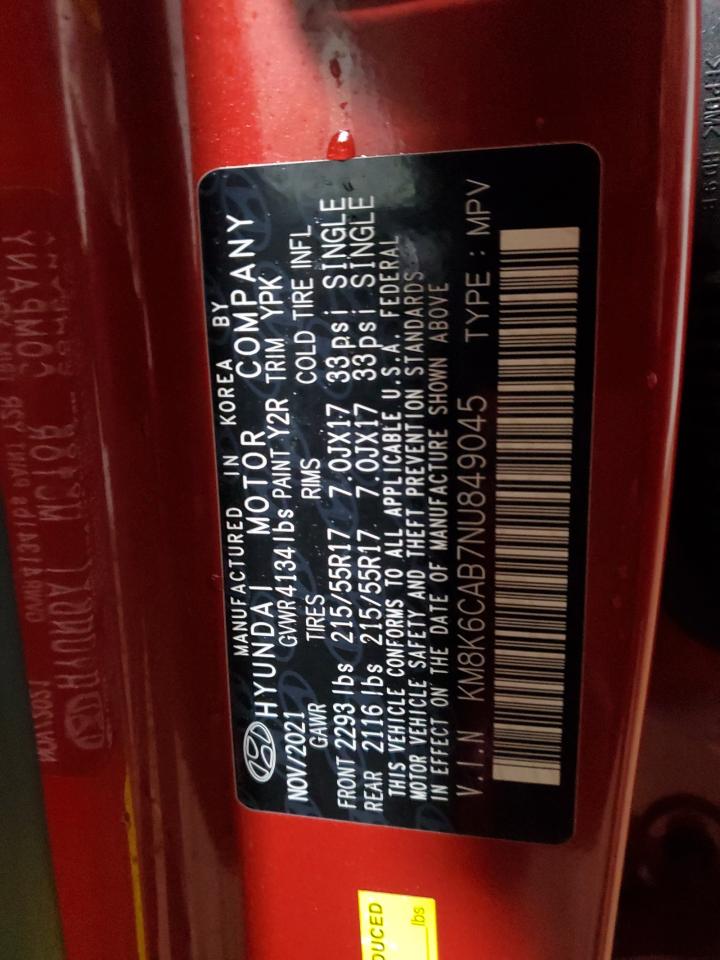 MANUFACTURED IN KOREA BY
HYUNDAI MOTOR COMPANY
NOV/2021 GVWR 4134lbs PAINT Y2R TRIM YPK
GAWR TIRES RIMS COLD TIRE INFL
FRONT 2293 lbs 215/55R17 7.0JX17 33psi SINGLE
REAR 2116 lbs 215/55R17 7.0JX17 33psi SINGLE
THIS VEHICLE CONFORMS TO ALL APPLICABLE U.S.A. FEDERAL
MOTOR VEHICLE SAFETY AND THEFT PREVENTION STANDARDS
IN EFFECT ON THE DATE OF MANUFACTURE SHOWN ABOVE
V.I.N KM8K6CAB7NU849045 TYPE : MPV
DUCED
lbs